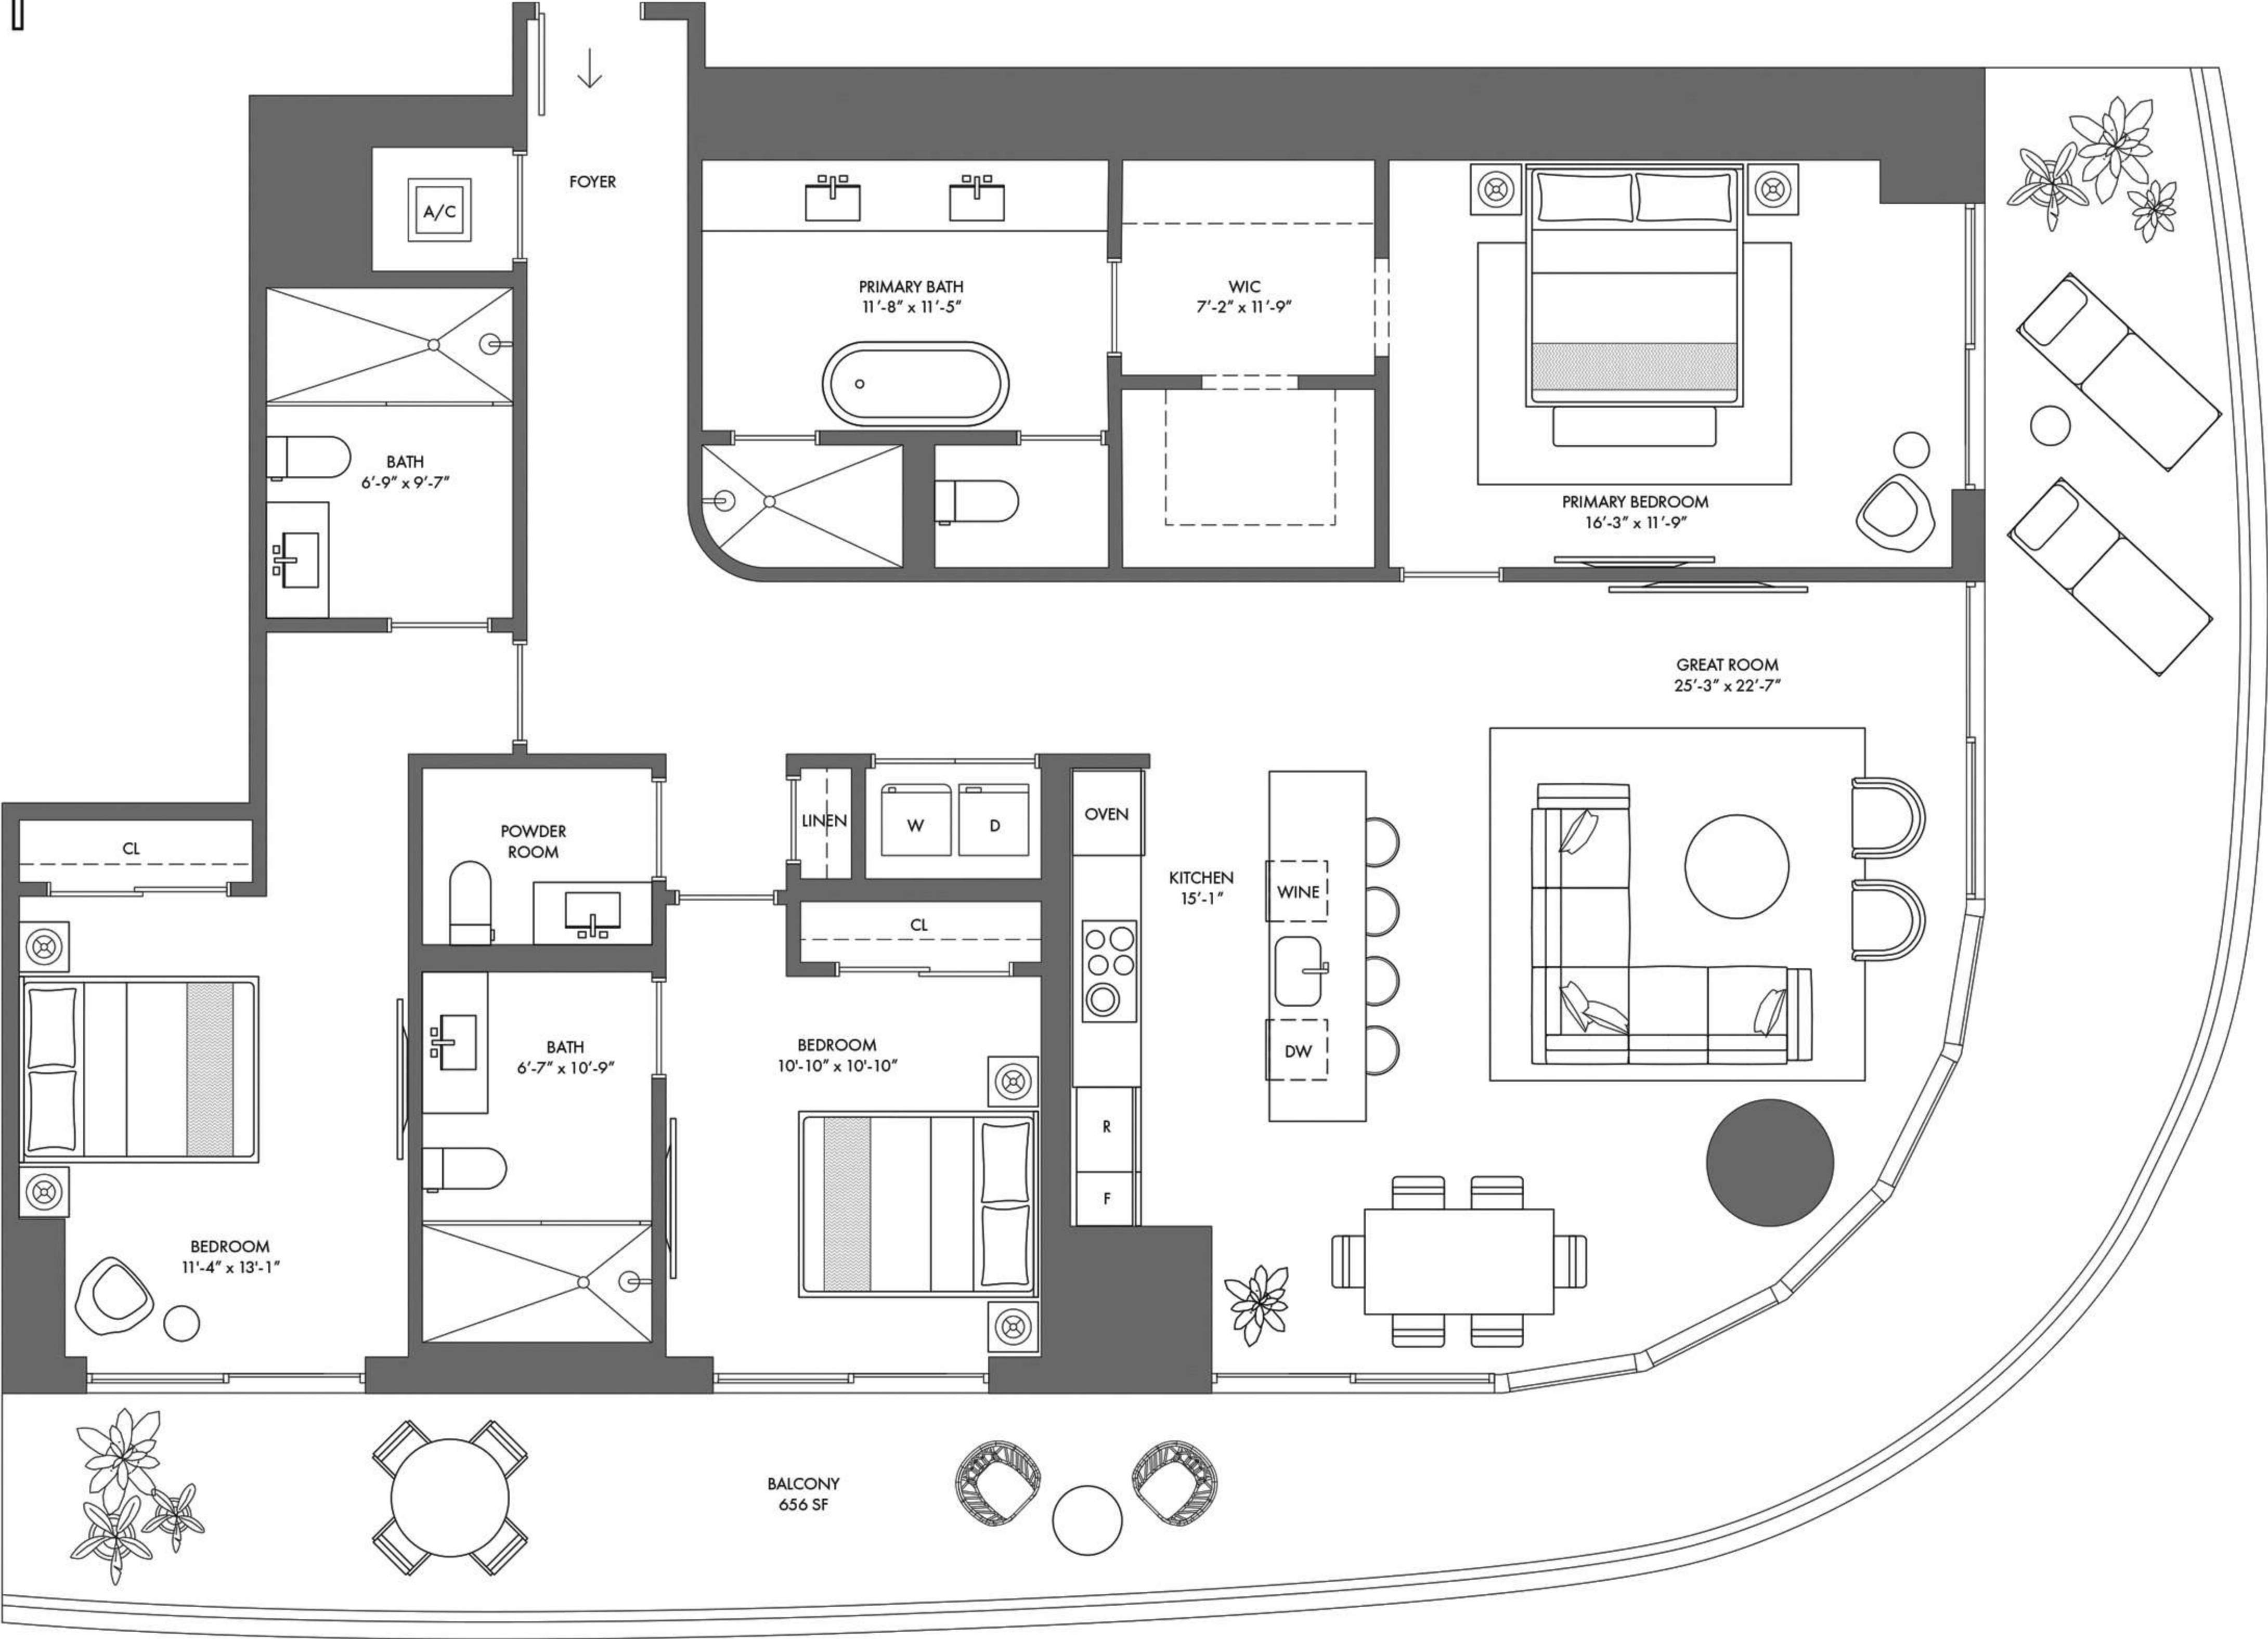 FOYER
A/C
PRIMARY BATH
11'-8" x 11'-5"
WIC
7'-2" x 11'-9"
PRIMARY BEDROOM
16'-3" x 11'-9"
BATH
6'-9" x 9'-7"
GREAT ROOM
25'-3" x 22'-7"
CL
POWDER
ROOM
LINEN
W
D
OVEN
KITCHEN
15'-1"
WINE
CL
DW
BATH
6'-7" x 10'-9"
BEDROOM
10'-10" x 10'-10"
R
F
BEDROOM
11'-4" x 13'-1"
BALCONY
656 SF